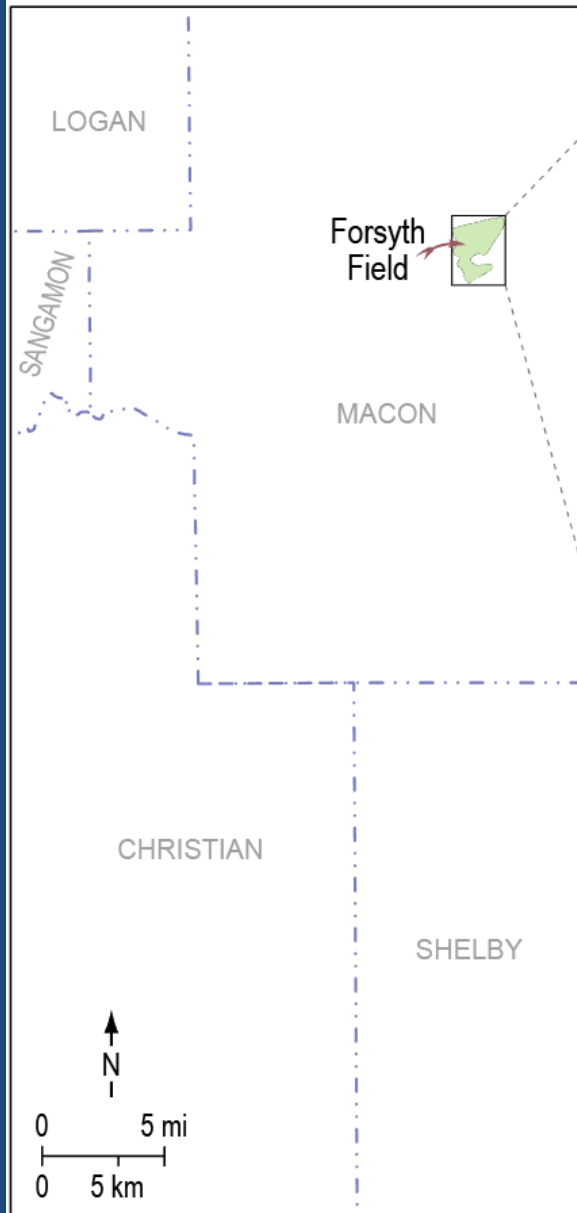 LOGAN
Forsyth
Field
SANGAMON
MACON
CHRISTIAN
SHELBY
N
0 5 mi
0 5 km